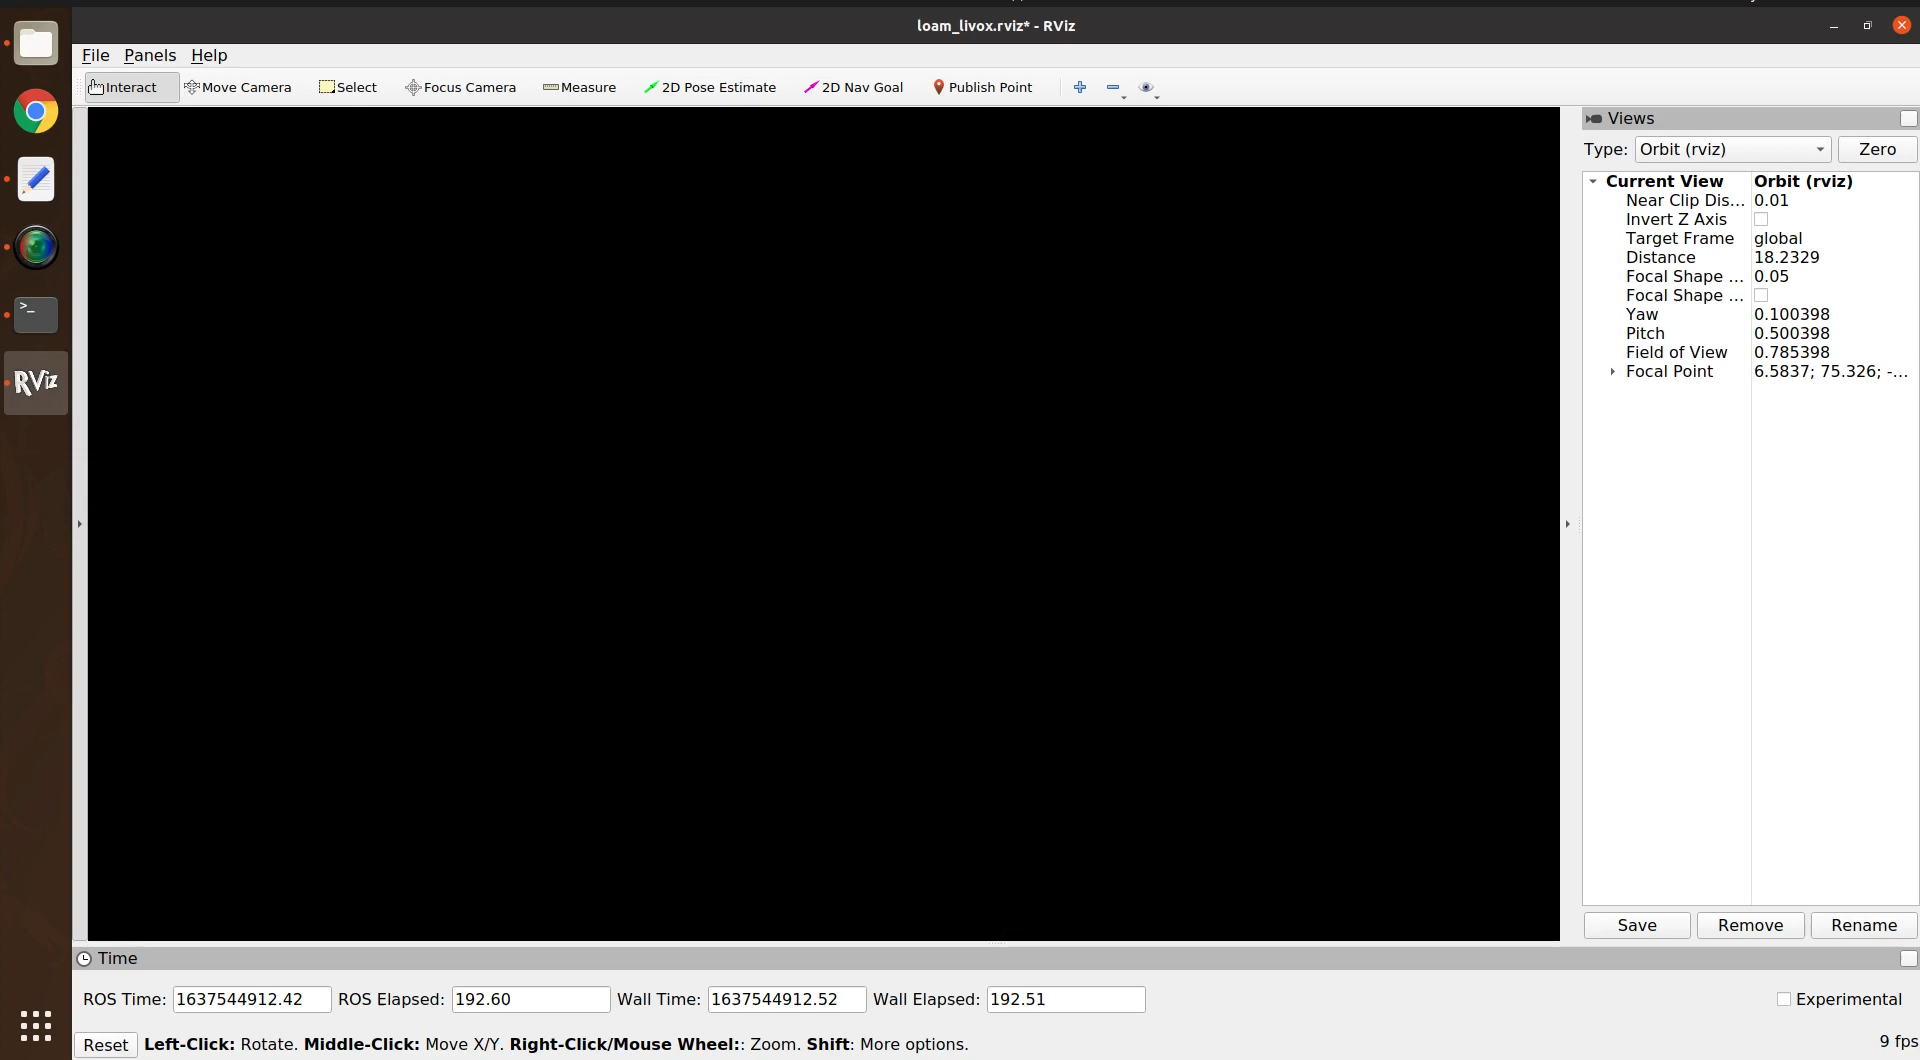 loam_livox.rviz* - RViz
File Panels Help
Interact Move Camera Select Focus Camera Measure 2D Pose Estimate 2D Nav Goal Publish Point
Views
Type: Orbit (rviz) Zero
Current View Orbit (rviz)
Near Clip Dis... 0.01
Invert Z Axis
Target Frame global
Distance 18.2329
Focal Shape ... 0.05
Focal Shape ...
Yaw 0.100398
Pitch 0.500398
Field of View 0.785398
Focal Point 6.5837; 75.326; -...
>_
RViz
Save Remove Rename
Time
ROS Time: 1637544912.42 ROS Elapsed: 192.60 Wall Time: 1637544912.52 Wall Elapsed: 192.51 Experimental
Reset Left-Click: Rotate. Middle-Click: Move X/Y. Right-Click/Mouse Wheel:: Zoom. Shift: More options. 9 fps